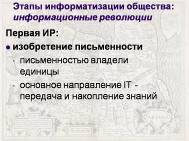 Этапы информатизации общества:
информационные революции
Первая ИР:
● изобретение письменности
- письменностью владели
единицы
- основное направление IT -
передача и накопление знаний